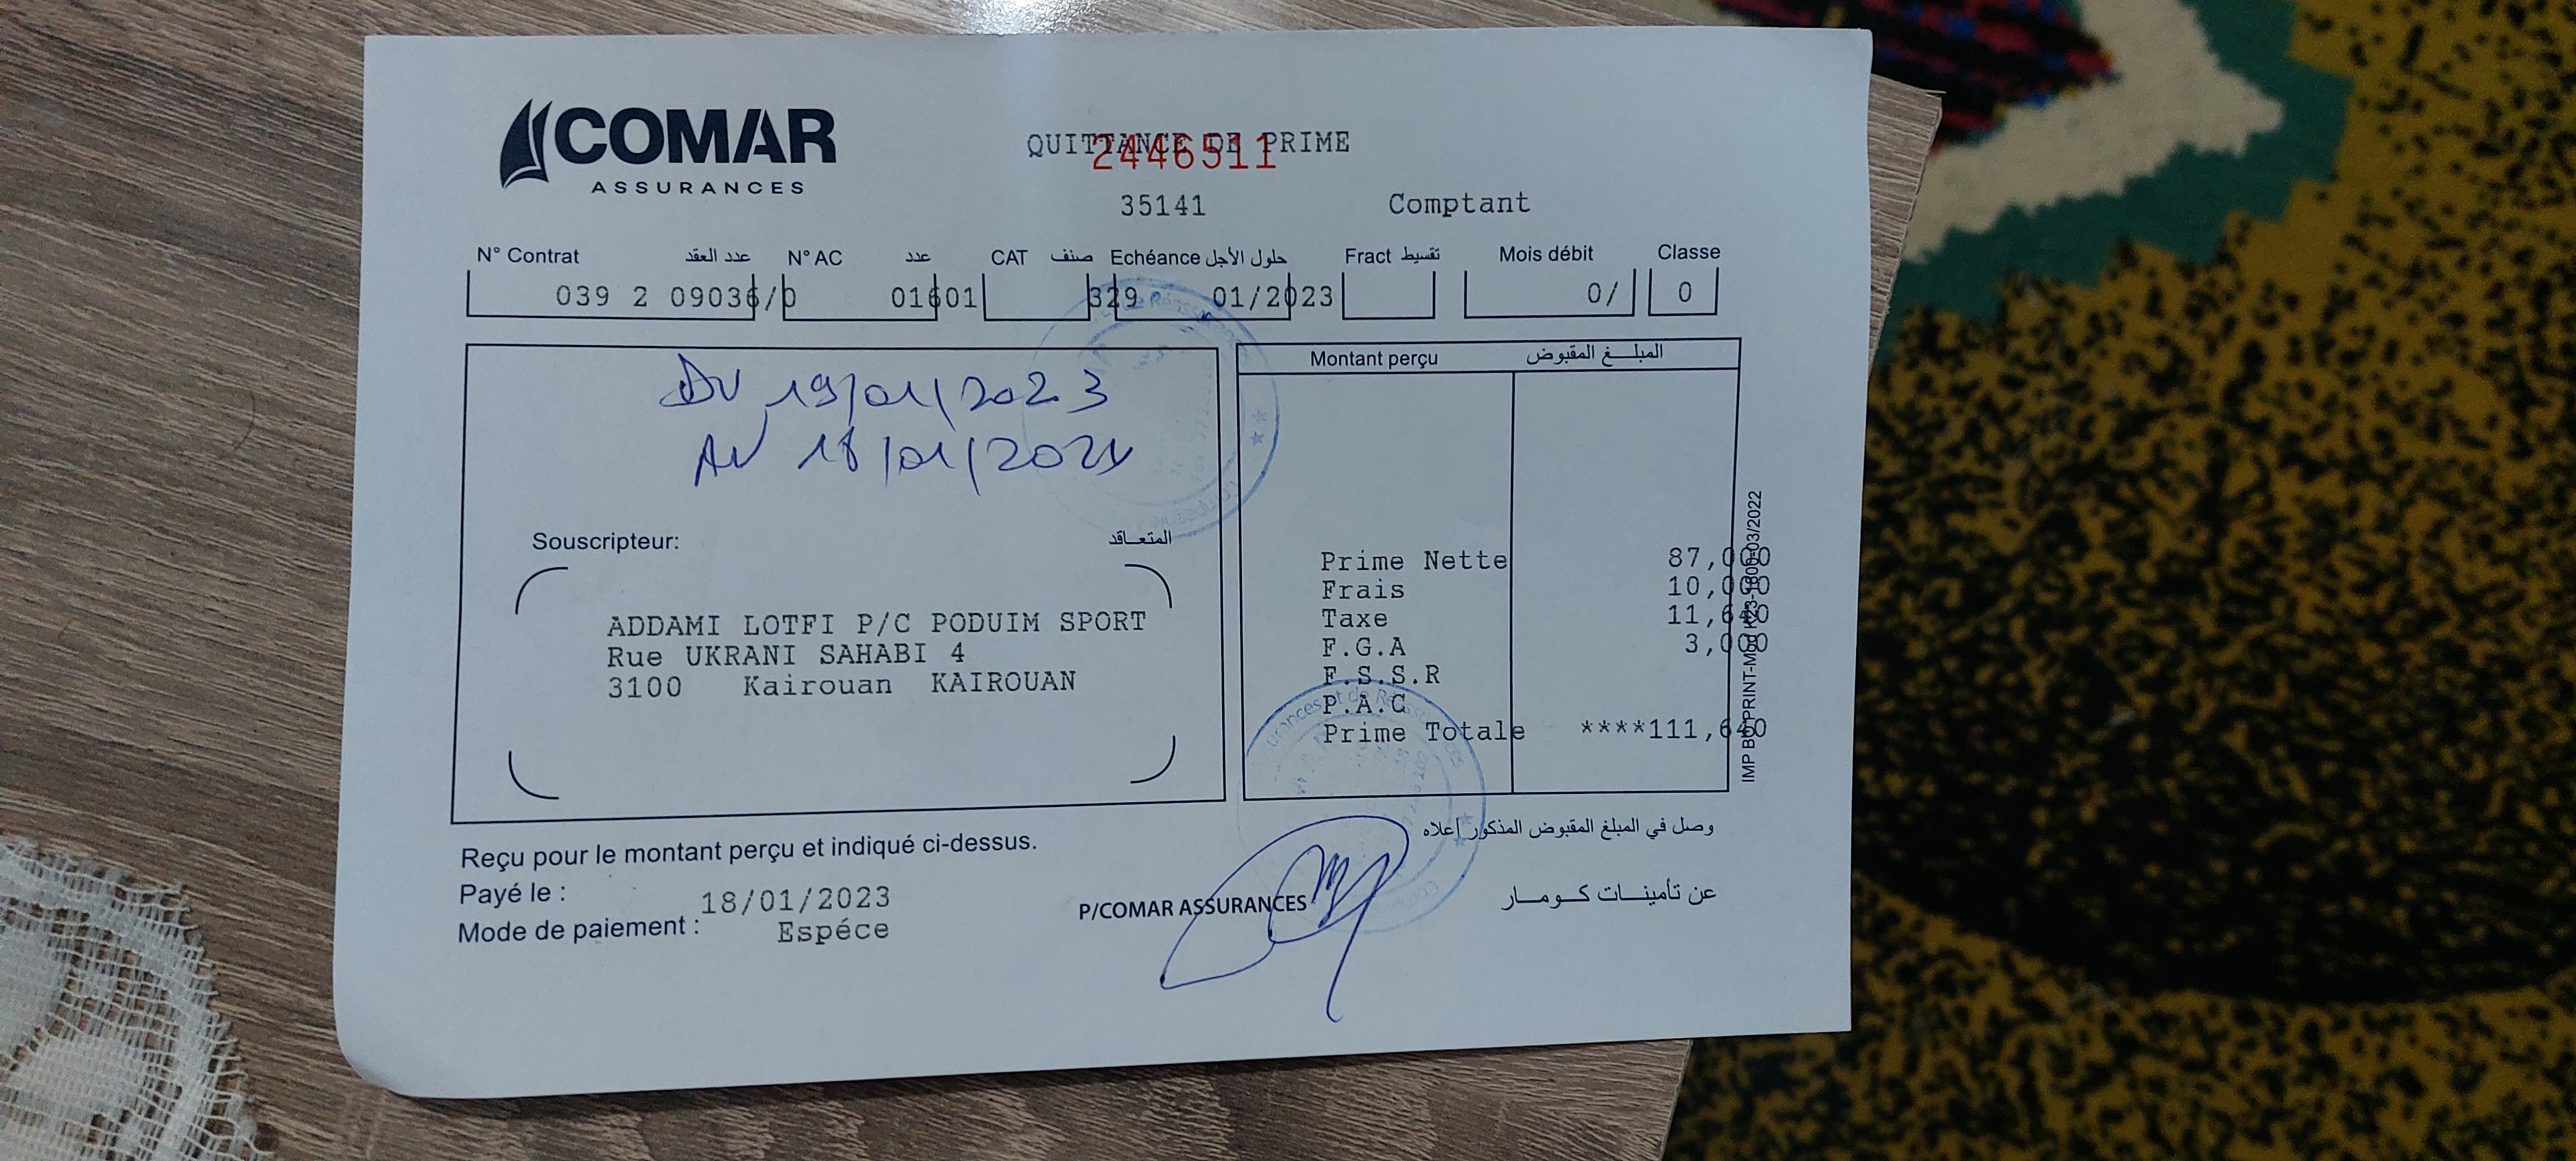 COMAR
ASSURANCES
QUITTANCE DE PRIME
2446511
35141 Comptant
N° Contrat عدد العقد N° AC عدد CAT صنف Echéance حلول الأجل Fract تقسيط Mois débit Classe
039 2 09036/0 01601 329 01/2023 0/ 0
DU 19/01/2023
AU 18/01/2024
Souscripteur: المتعاقد
ADDAMI LOTFI P/C PODUIM SPORT
Rue UKRANI SAHABI 4
3100 Kairouan KAIROUAN
Montant perçu المبلغ المقبوض
Prime Nette 87,000
Frais 10,000
Taxe 11,640
F.G.A 3,000
F.S.S.R
P.A.C
Prime Totale ****111,640
03/2022
وصل في المبلغ المقبوض المذكور أعلاه
Reçu pour le montant perçu et indiqué ci-dessus.
Payé le : 18/01/2023
Mode de paiement : Espéce
P/COMAR ASSURANCES عن تأمينات كومار